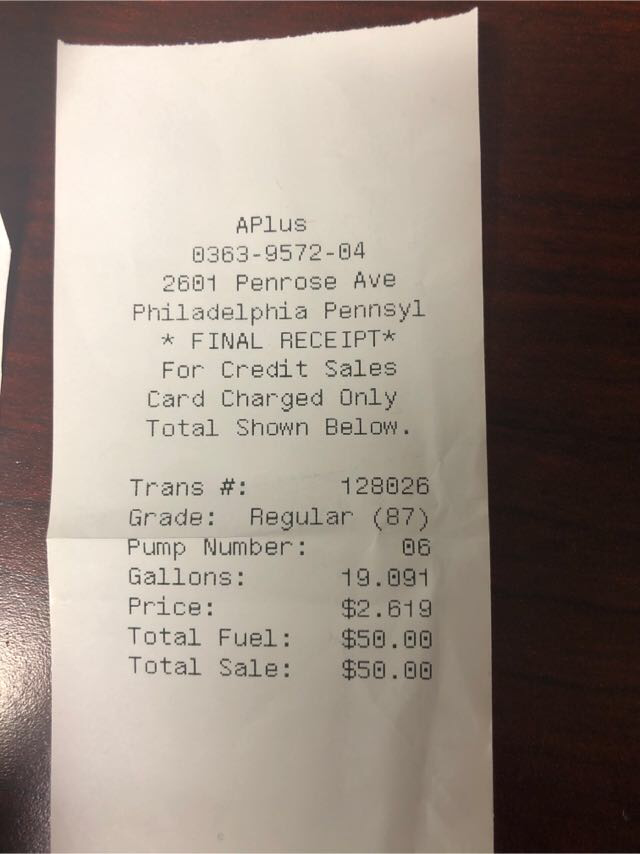 APlus
0363-9572-04
2601 Penrose Ave
Philadelphia Pennsyl
* FINAL RECEIPT*
For Credit Sales
Card Charged Only
Total Shown Below.
Trans #: 128026
Grade: Regular (87)
Pump Number: 06
Gallons: 19.091
Price: $2.619
Total Fuel: $50.00
Total Sale: $50.00